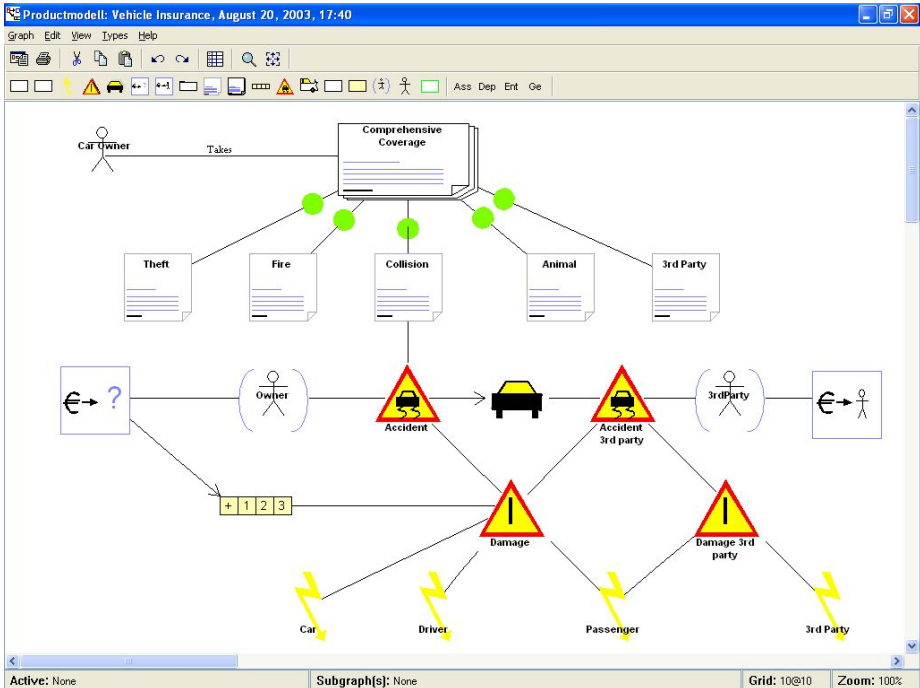 Productmodell: Vehicle Insurance, August 20, 2003, 17:40
Graph Edit View Types Help
Ass Dep Ent Ge
Comprehensive
Coverage
Car Owner
Takes
Theft
Fire
Collision
Animal
3rd Party
€ ?
Owner
3rdParty
€
Accident
Accident
3rd party
+ 1 2 3
Damage
Damage 3rd
party
Car
Driver
Passenger
3rd Party
Active: None
Subgraph(s): None
Grid: 10@10
Zoom: 100%